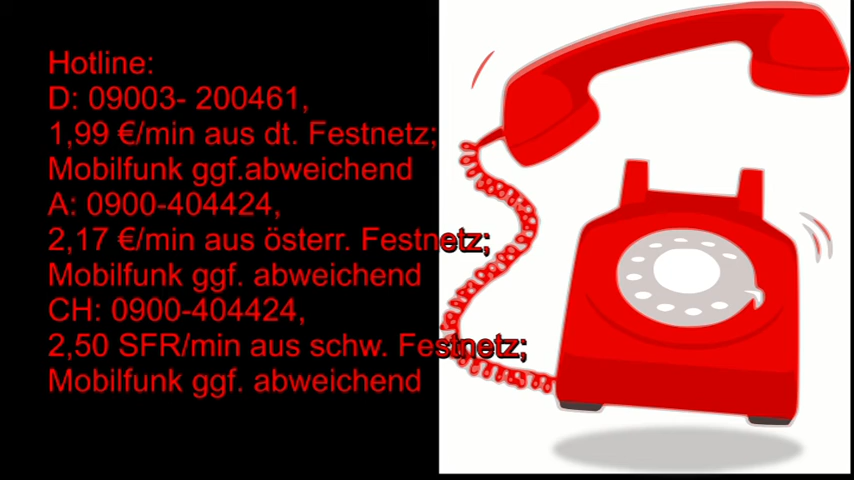 Hotline:
D: 09003- 200461,
1,99 €/min aus dt. Festnetz;
Mobilfunk ggf.abweichend
A: 0900-404424,
2,17 €/min aus österr. Festnetz;
Mobilfunk ggf. abweichend
CH: 0900-404424,
2,50 SFR/min aus schw. Festnetz;
Mobilfunk ggf. abweichend